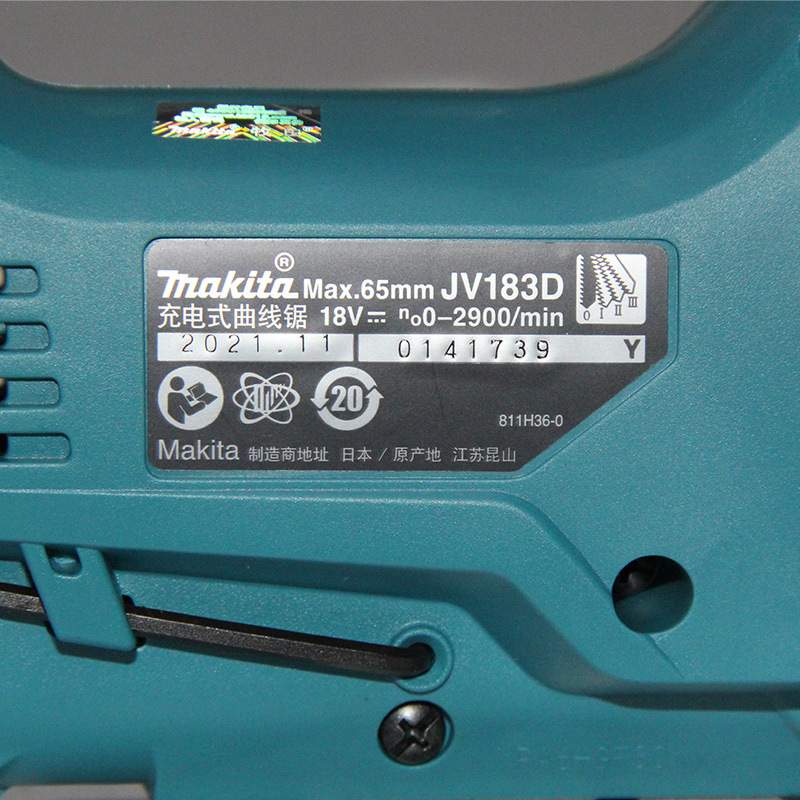 makita
makita® Max.65mm JV183D
充电式曲线锯 18V⎓ n₀0–2900/min
2021.11 0141739 Y
0 I II III
20
811H36-0
Makita 制造商地址 日本 / 原产地 江苏昆山